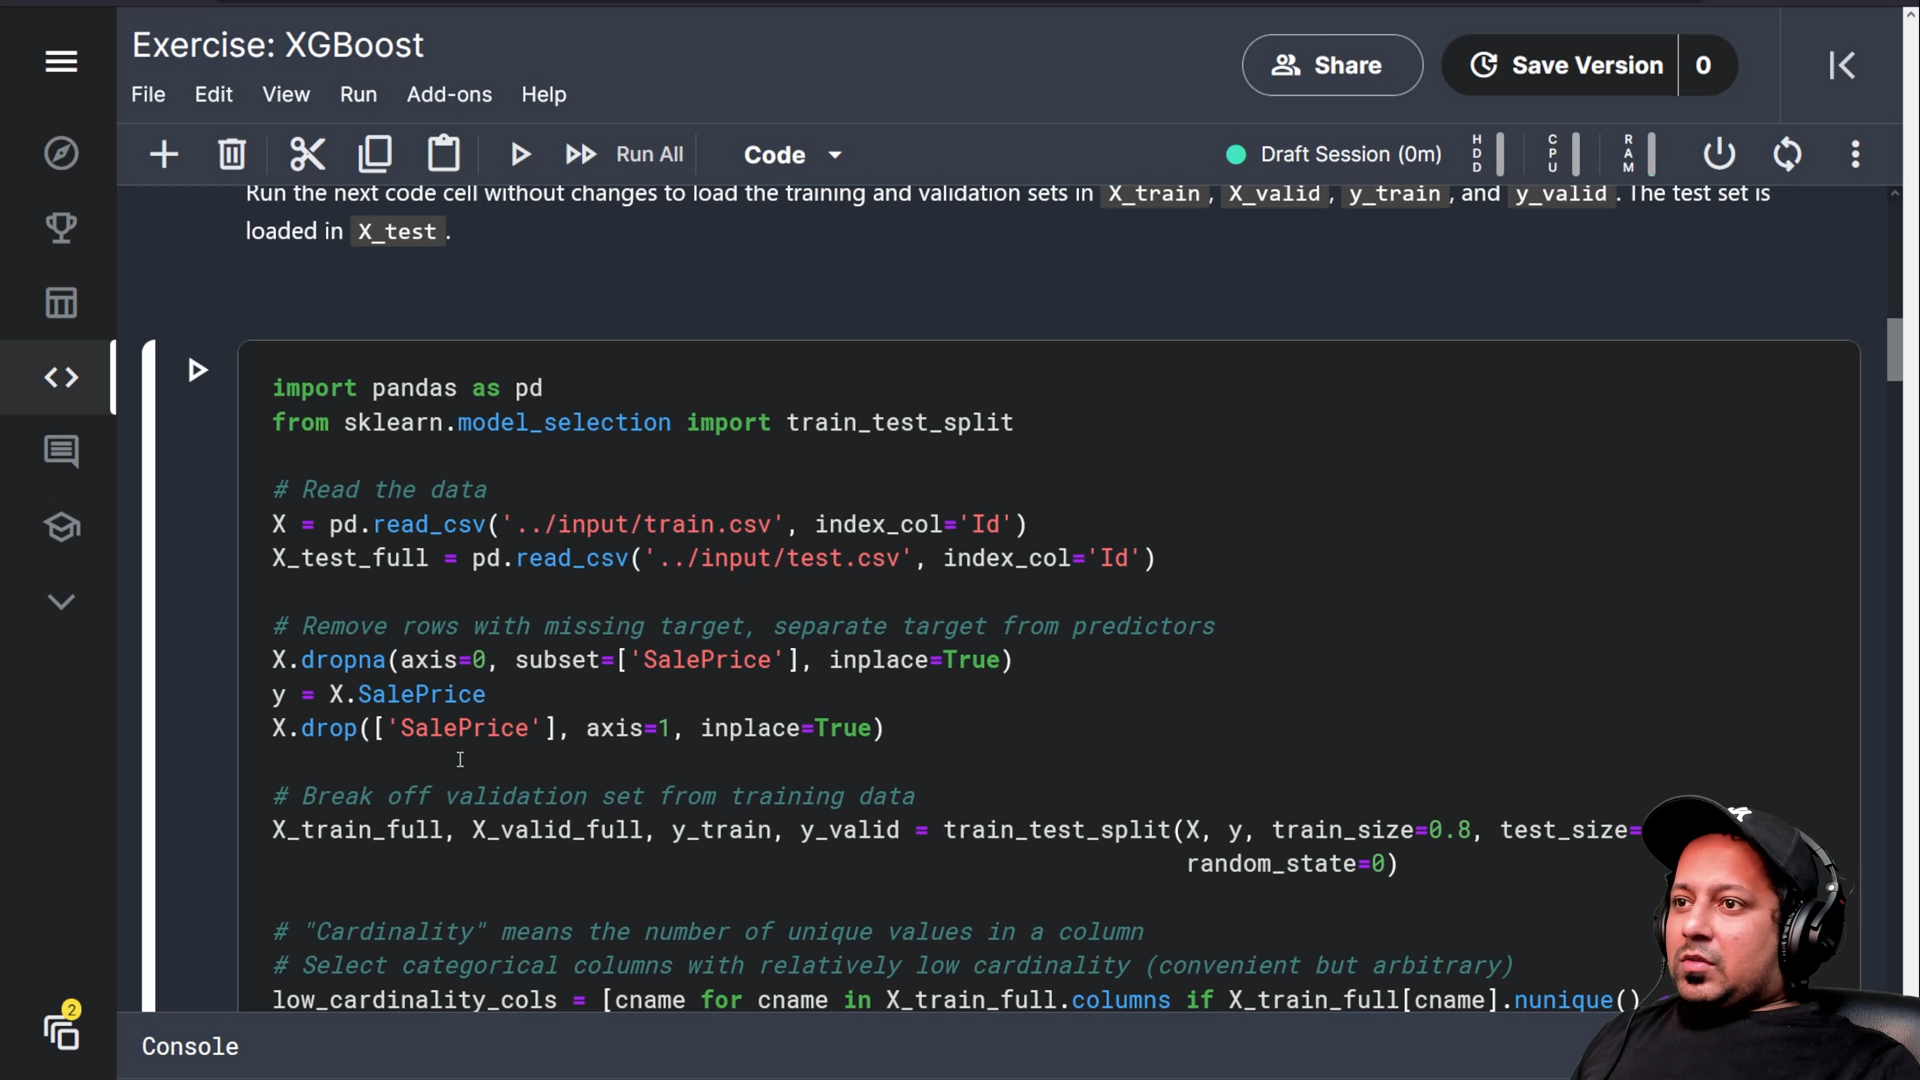 Exercise: XGBoost
Share
Save Version
0
File Edit View Run Add-ons Help
Run All
Code
Draft Session (0m)
HDD
CPU
RAM
Run the next code cell without changes to load the training and validation sets in X_train, X_valid, y_train, and y_valid. The test set is
loaded in X_test.
import pandas as pd
from sklearn.model_selection import train_test_split
# Read the data
X = pd.read_csv('../input/train.csv', index_col='Id')
X_test_full = pd.read_csv('../input/test.csv', index_col='Id')
# Remove rows with missing target, separate target from predictors
X.dropna(axis=0, subset=['SalePrice'], inplace=True)
y = X.SalePrice
X.drop(['SalePrice'], axis=1, inplace=True)
# Break off validation set from training data
X_train_full, X_valid_full, y_train, y_valid = train_test_split(X, y, train_size=0.8, test_size=
random_state=0)
# "Cardinality" means the number of unique values in a column
# Select categorical columns with relatively low cardinality (convenient but arbitrary)
low_cardinality_cols = [cname for cname in X_train_full.columns if X_train_full[cname].nunique()
2
Console